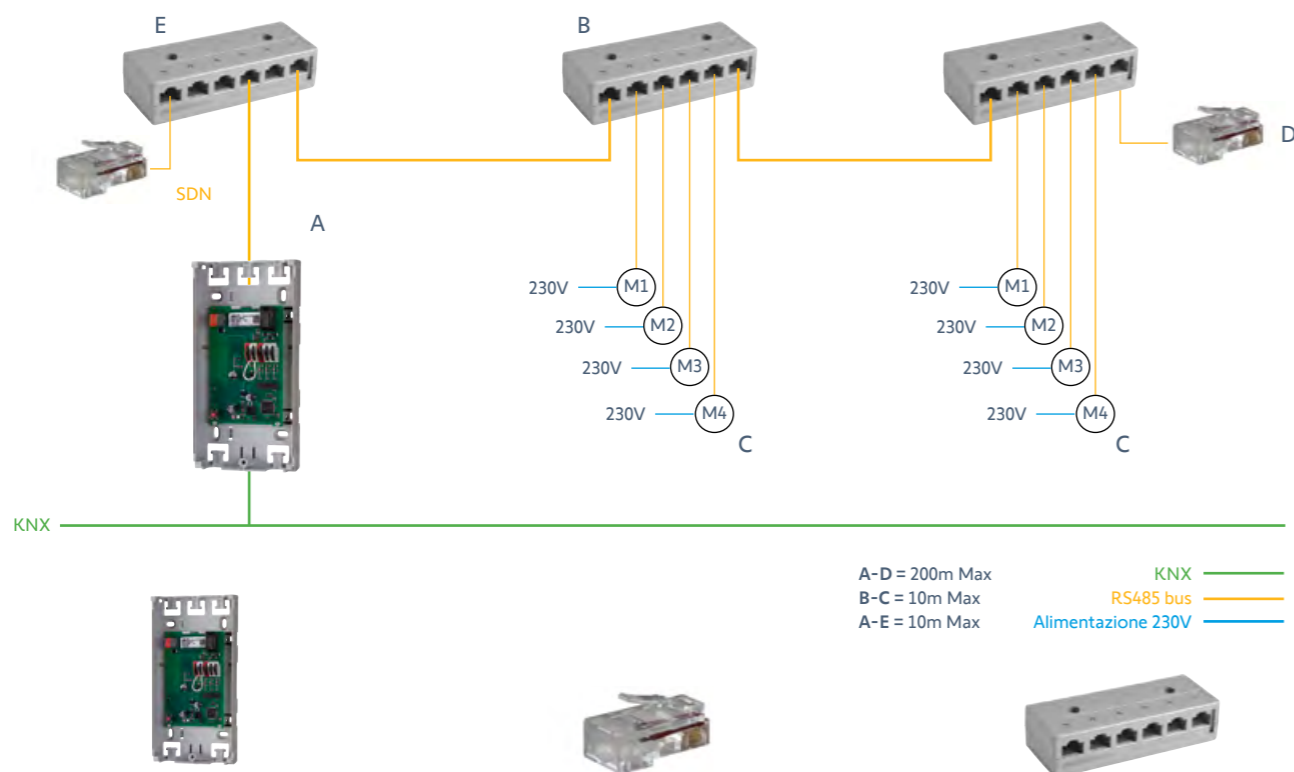 E
B
D
SDN
A
230V M1
230V M2
230V M3
230V M4
C
230V M1
230V M2
230V M3
230V M4
C
KNX
A-D = 200m Max
B-C = 10m Max
A-E = 10m Max
KNX
RS485 bus
Alimentazione 230V